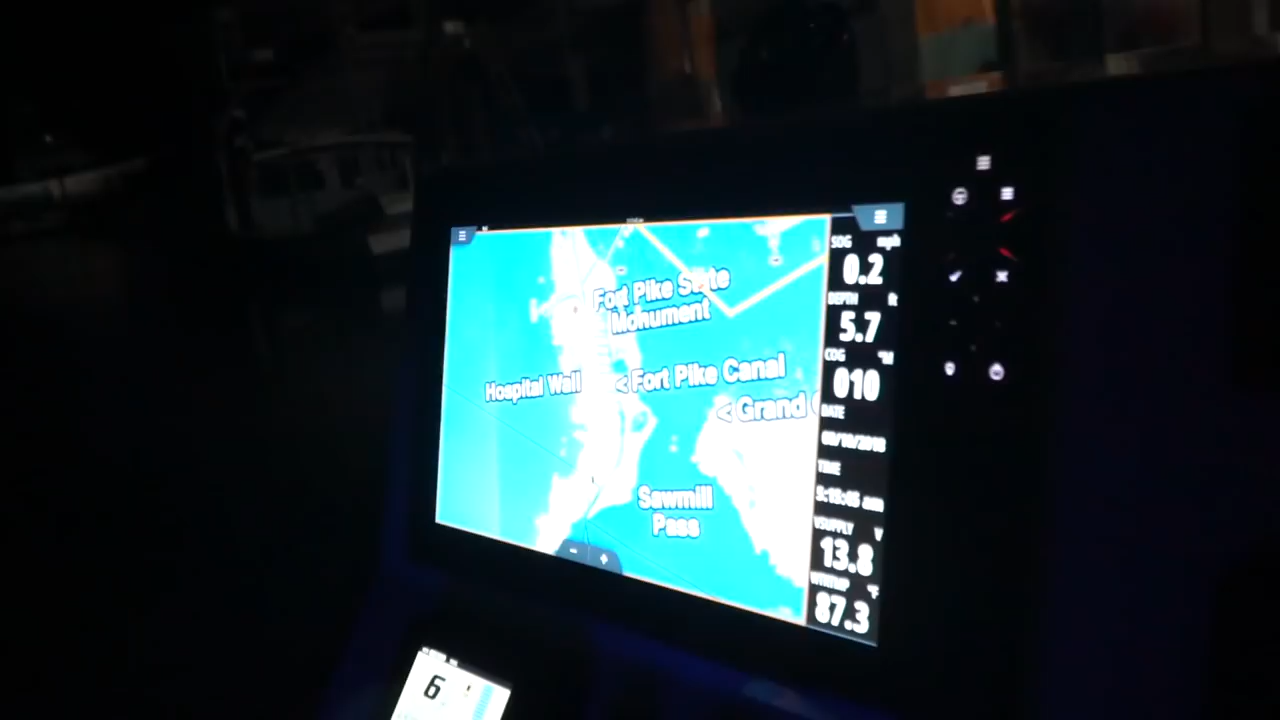 Fort Pike State
Monument
Hospital Wall
<Fort Pike Canal
<Grand
Sawmill
Pass
SOG mph
0.2
DEPTH ft
5.7
COG °M
010
DATE
TIME
VSUPPLY V
13.8
WTRTMP °F
87.3
6